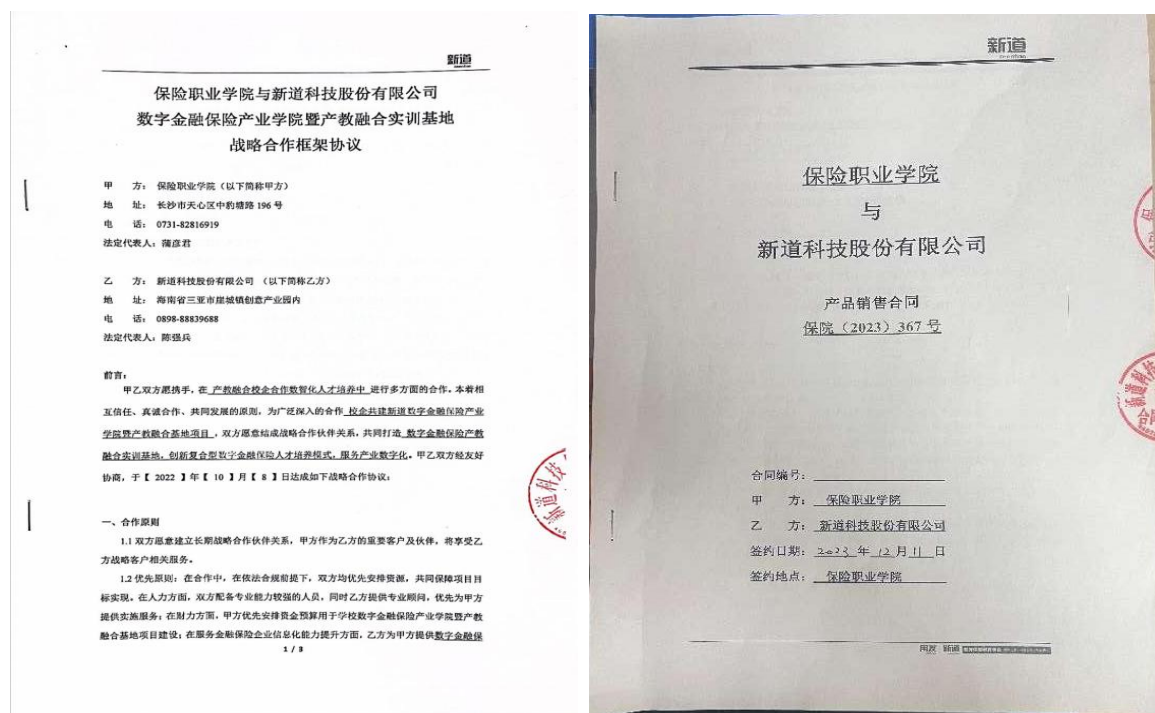 新道
保险职业学院与新道科技股份有限公司
数字金融保险产业学院暨产教融合实训基地
战略合作框架协议
甲 方：保险职业学院（以下简称甲方）
地 址：长沙市天心区中豹塘路 196 号
电 话：0731-82816919
法定代表人：蒲彦君
乙 方：新道科技股份有限公司 （以下简称乙方）
地 址：海南省三亚市崖城镇创意产业园内
电 话：0898-88839688
法定代表人：陈强兵
前言：
甲乙双方愿携手，在 产教融合校企合作数智化人才培养中 进行多方面的合作。本着相
互信任、真诚合作、共同发展的原则，为广泛深入的合作 校企共建新道数字金融保险产业
学院暨产教融合基地项目 ，双方愿意结成战略合作伙伴关系，共同打造 数字金融保险产教
融合实训基地，创新复合型数字金融保险人才培养模式，服务产业数字化。甲乙双方经友好
协商，于【 2022 】年【 10 】月【 8 】日达成如下战略合作协议：
一、合作原则
1.1 双方愿意建立长期战略合作伙伴关系，甲方作为乙方的重要客户及伙伴，将享受乙
方战略客户相关服务。
1.2 优先原则：在合作中，在依法合规前提下，双方均优先安排资源，共同保障项目目
标实现。在人力方面，双方配备专业能力较强的人员，同时乙方提供专业顾问，优先为甲方
提供实施服务；在财力方面，甲方优先安排资金预算用于学校数字金融保险产业学院暨产教
融合基地项目建设；在服务金融保险企业信息化能力提升方面，乙方为甲方提供数字金融保
1 / 3
新道科技
新道
保险职业学院
与
新道科技股份有限公司
产品销售合同
保院（2023）367 号
合同编号：
甲 方： 保险职业学院
乙 方： 新道科技股份有限公司
签约日期： 2023 年 12 月 11 日
签约地点： 保险职业学院
用友 新道
新道科技
合同